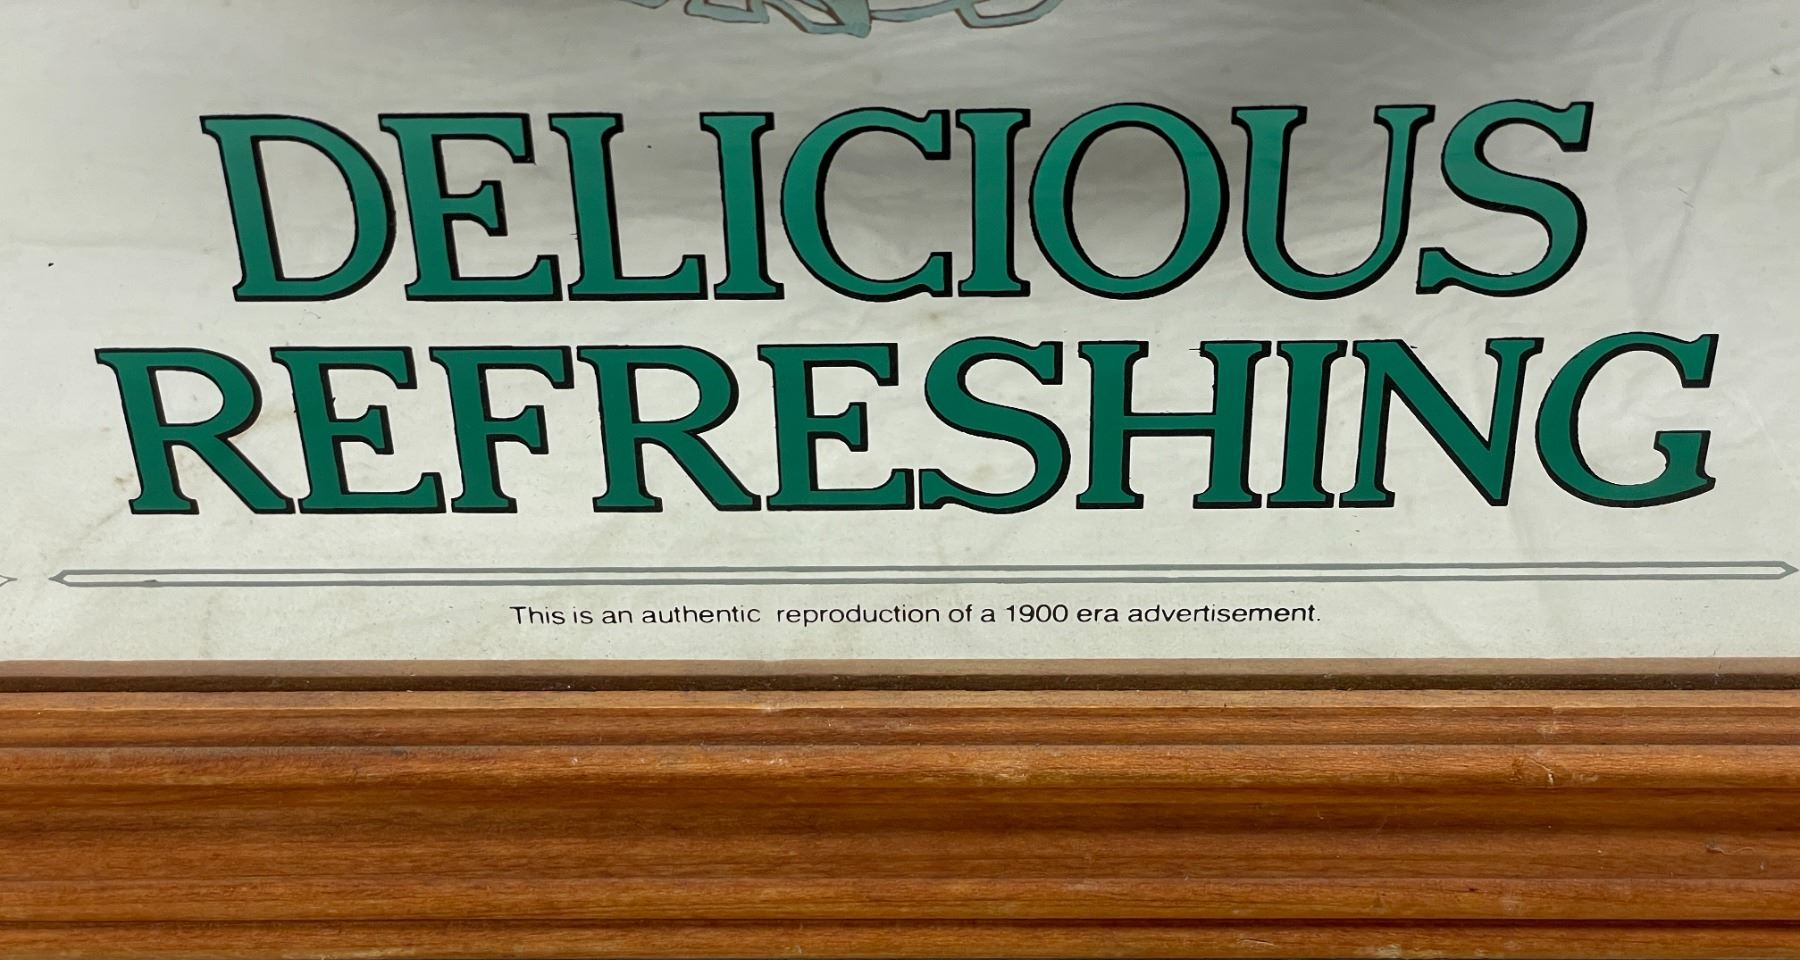 DELICIOUS
REFRESHING
This is an authentic reproduction of a 1900 era advertisement.